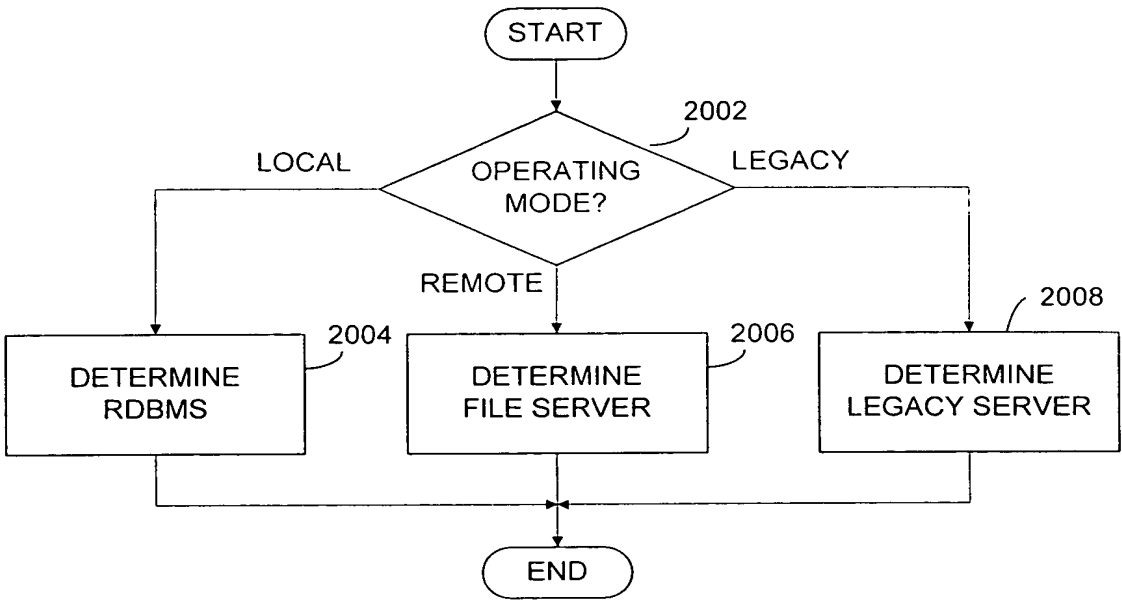 START
2002
LOCAL
LEGACY
OPERATING
MODE?
REMOTE
2004
2006
2008
DETERMINE
RDBMS
DETERMINE
FILE SERVER
DETERMINE
LEGACY SERVER
END